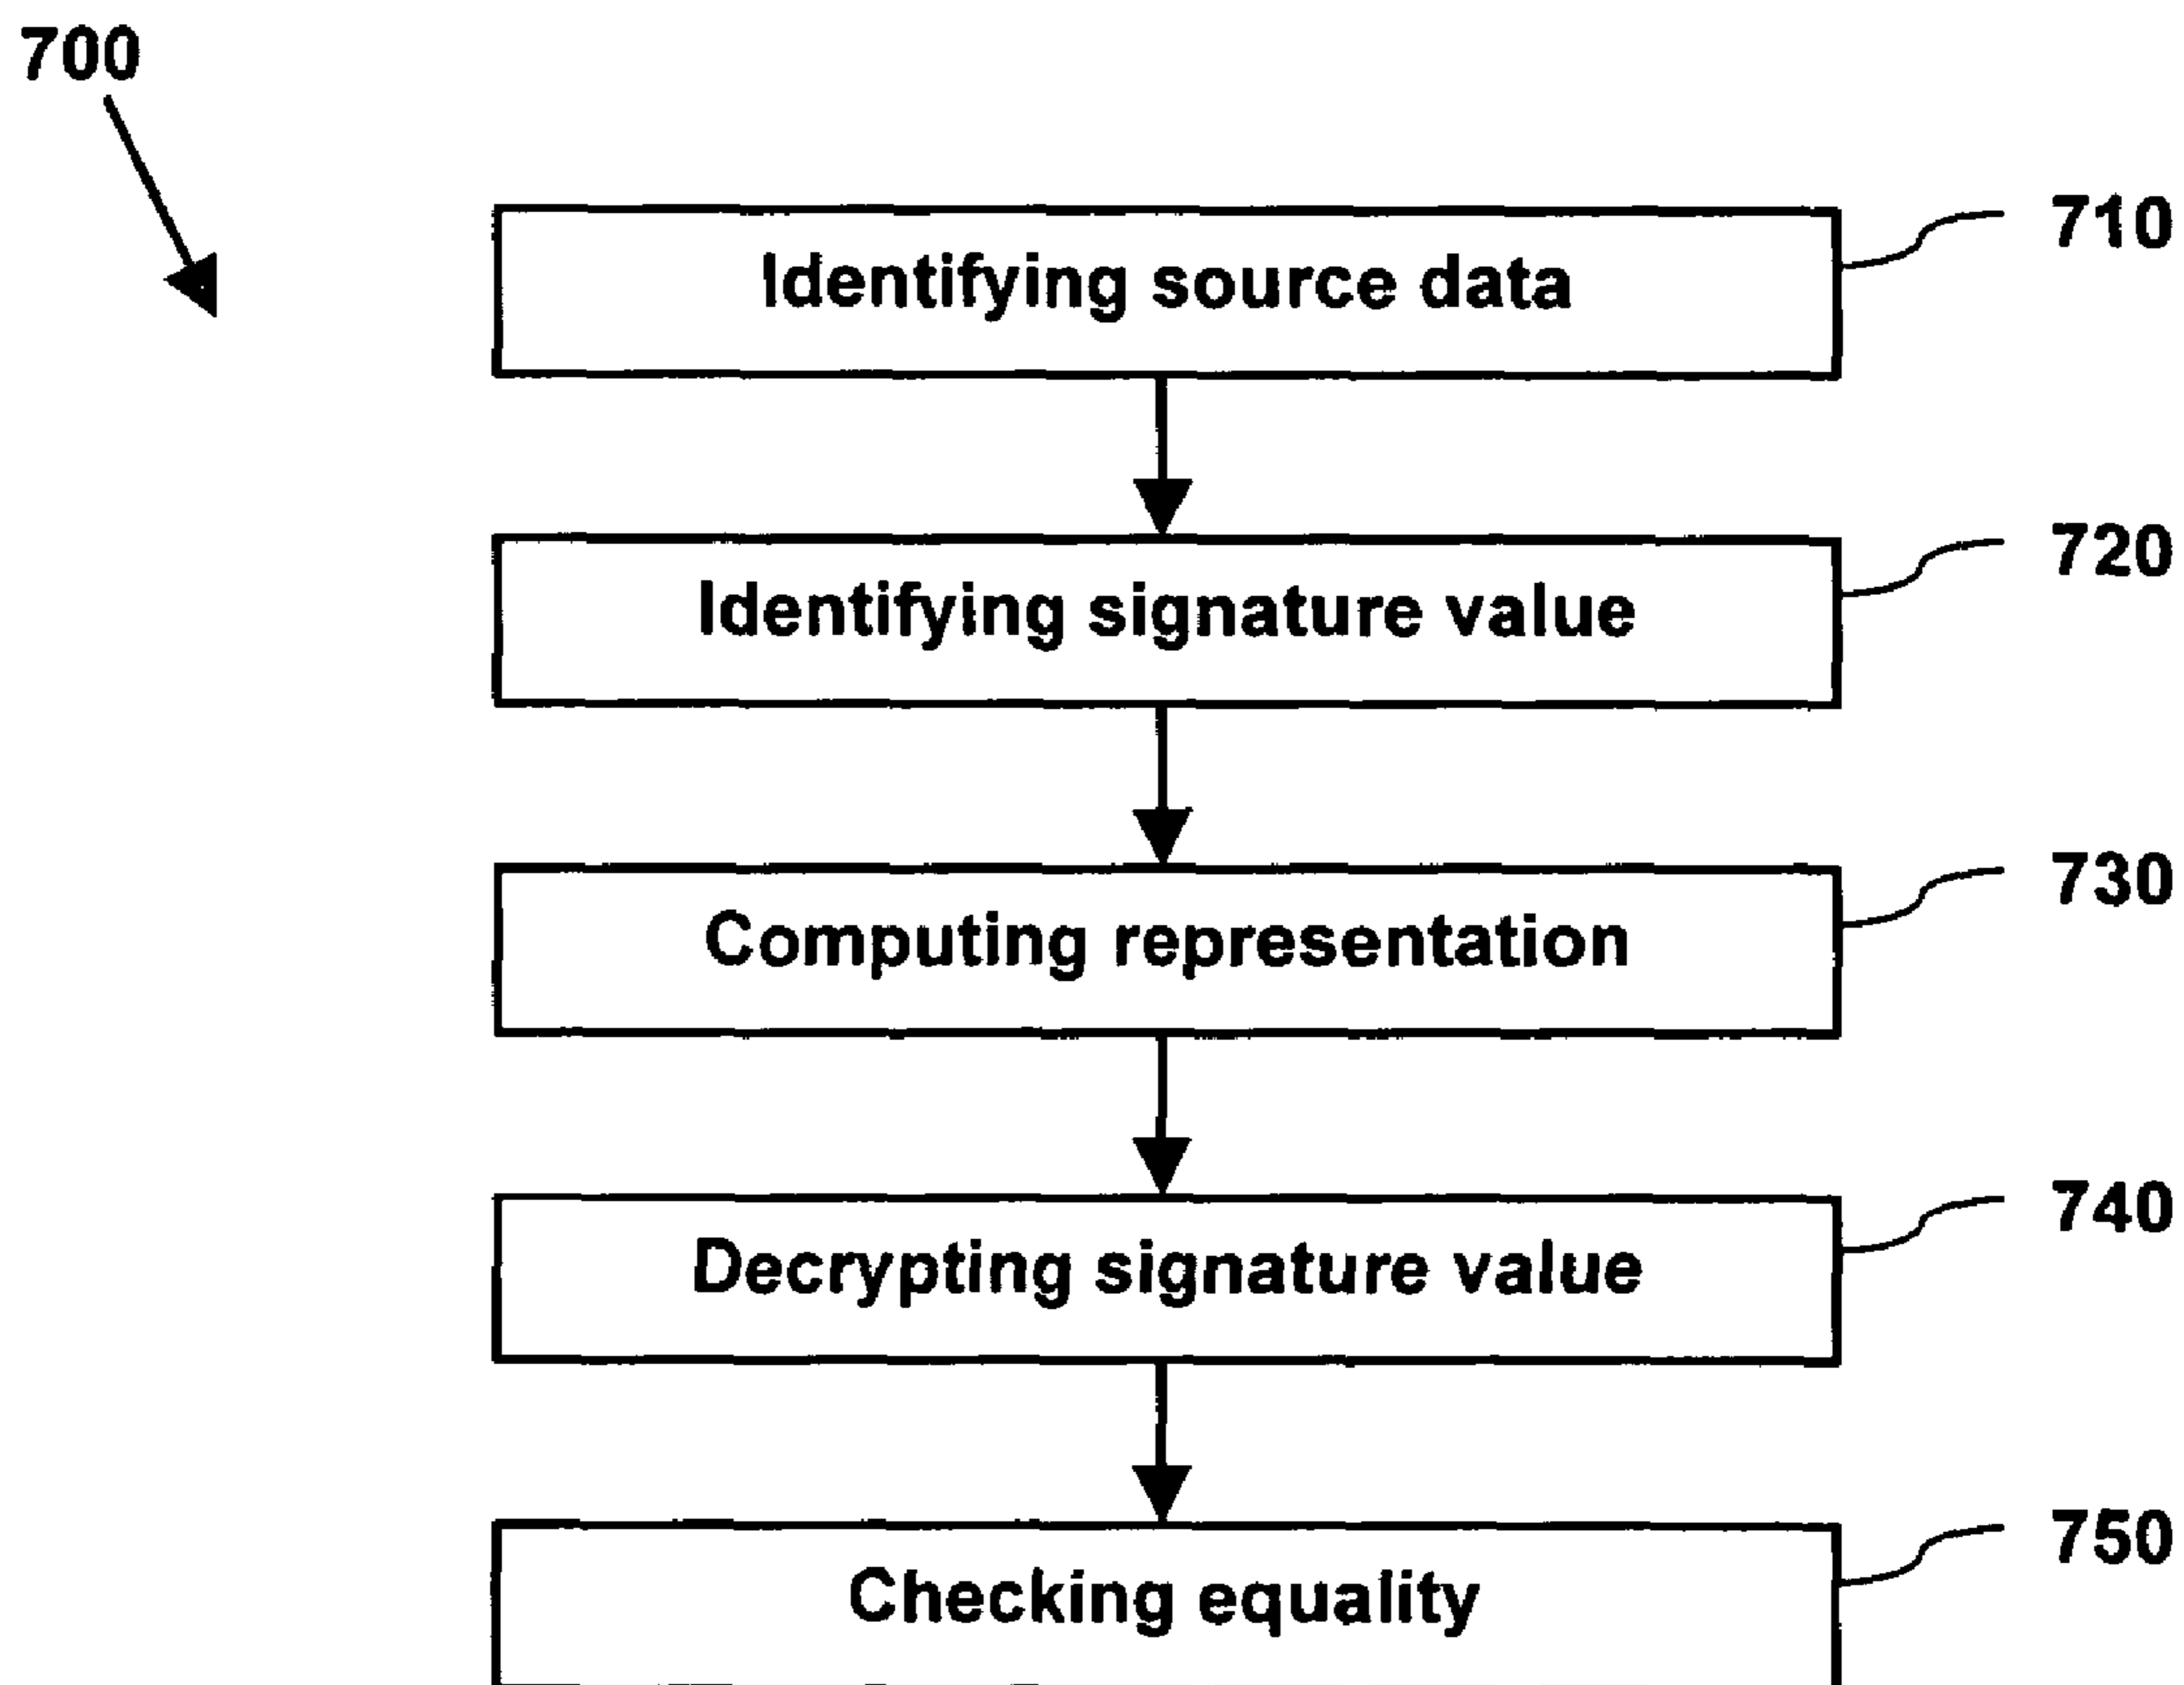 700
Identifying source data
710
Identifying signature value
720
Computing representation
730
Decrypting signature value
740
Checking equality
750